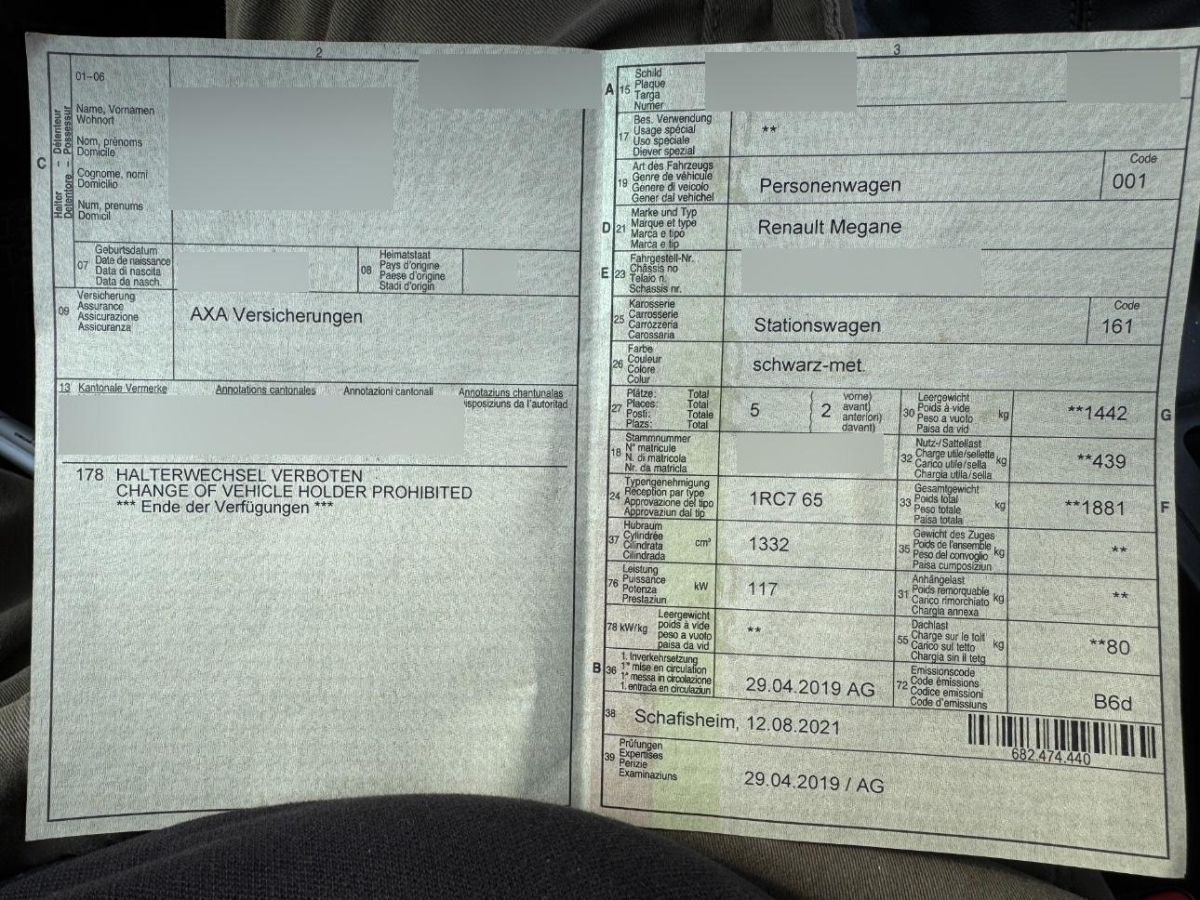 2
01–06
Name, Vornamen
Wohnort
Nom, prénoms
Domicile
Cognome, nomi
Domicilio
Num, prenums
Domicil
C
Halter – Détenteur
Detentore – Possessur
07
Geburtsdatum
Date de naissance
Data di nascita
Data da nasch.
08
Heimatstaat
Pays d'origine
Paese d'origine
Stadi d'origin
09
Versicherung
Assurance
Assicurazione
Assicuranza
AXA Versicherungen
13 Kantonale Vermerke Annotations cantonales Annotazioni cantonali Annotaziuns chantunalas
isposiziuns da l'autoritad
178 HALTERWECHSEL VERBOTEN
CHANGE OF VEHICLE HOLDER PROHIBITED
*** Ende der Verfügungen ***
3
A 15
Schild
Plaque
Targa
Numer
17
Bes. Verwendung
Usage spécial
Uso speciale
Diever spezial
**
19
Art des Fahrzeugs
Genre de véhicule
Genere di veicolo
Gener dal vehichel
Personenwagen
Code
001
D 21
Marke und Typ
Marque et type
Marca e tipo
Marca e tip
Renault Megane
E 23
Fahrgestell-Nr.
Châssis no
Telaio n.
Schassis nr.
25
Karosserie
Carrosserie
Carrozzeria
Carossaria
Stationswagen
Code
161
26
Farbe
Couleur
Colore
Colur
schwarz-met.
27
Plätze: Total
Places: Total
Posti: Totale
Plazs: Total
5 2
vorne)
avant)
anteriori)
davant)
30
Leergewicht
Poids à vide
Peso a vuoto
Paisa da vid
kg
**1442
G
18
Stammnummer
N° matricule
N. di matricola
Nr. da matricla
32
Nutz-/Sattellast
Charge utile/sellette
Carico utile/sella
Chargia utila/sella
kg
**439
24
Typengenehmigung
Réception par type
Approvazione del tipo
Approvaziun dal tip
1RC7 65
33
Gesamtgewicht
Poids total
Peso totale
Paisa totala
kg
**1881
F
37
Hubraum
Cylindrée
Cilindrata
Cilindrada
cm³
1332
35
Gewicht des Zuges
Poids de l'ensemble
Peso del convoglio
Paisa cumposiziun
kg
**
76
Leistung
Puissance
Potenza
Prestaziun
kW
117
31
Anhängelast
Poids remorquable
Carico rimorchiato
Chargia annexa
kg
**
78 kW/kg
Leergewicht
poids à vide
peso a vuoto
paisa da vid
**
55
Dachlast
Charge sur le toit
Carico sul tetto
Chargia sin il tetg
kg
**80
B 36
1. Inverkehrsetzung
1re mise en circulation
1a messa in circolazione
1. entrada en circulaziun
29.04.2019 AG
72
Emissionscode
Code émissions
Codice emissioni
Code d'emissiuns
B6d
38 Schafisheim, 12.08.2021
682.474.440
39
Prüfungen
Expertises
Perizie
Examinaziuns
29.04.2019 / AG